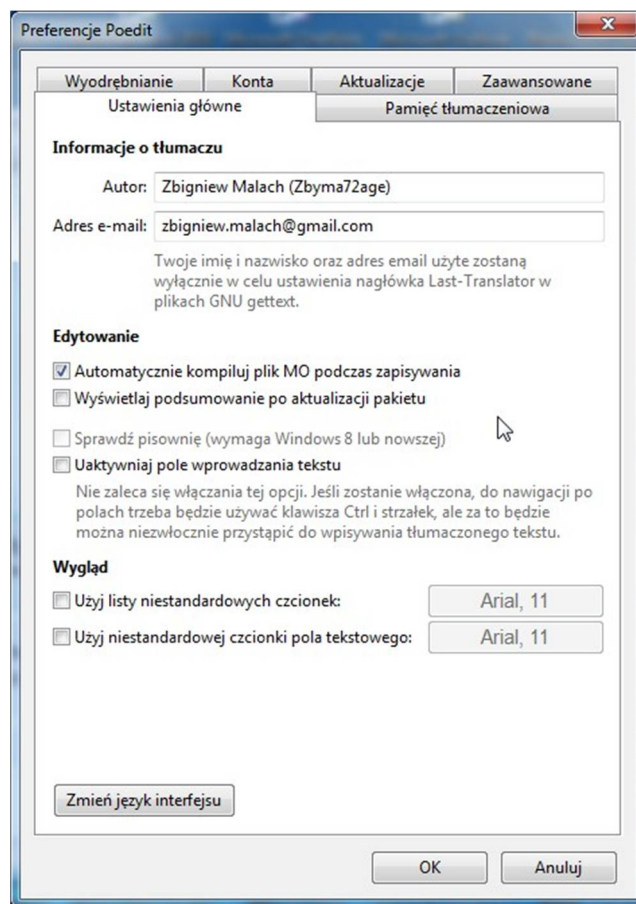 Preferencje Poedit
Wyodrębnianie
Konta
Aktualizacje
Zaawansowane
Ustawienia główne
Pamięć tłumaczeniowa
Informacje o tłumaczu
Autor: Zbigniew Malach (Zbyma72age)
Adres e-mail: zbigniew.malach@gmail.com
Twoje imię i nazwisko oraz adres email użyte zostaną
wyłącznie w celu ustawienia nagłówka Last-Translator w
plikach GNU gettext.
Edytowanie
Automatycznie kompiluj plik MO podczas zapisywania
Wyświetlaj podsumowanie po aktualizacji pakietu
Sprawdź pisownię (wymaga Windows 8 lub nowszej)
Uaktywniaj pole wprowadzania tekstu
Nie zaleca się włączania tej opcji. Jeśli zostanie włączona, do nawigacji po
polach trzeba będzie używać klawisza Ctrl i strzałek, ale za to będzie
można niezwłocznie przystąpić do wpisywania tłumaczonego tekstu.
Wygląd
Użyj listy niestandardowych czcionek: Arial, 11
Użyj niestandardowej czcionki pola tekstowego: Arial, 11
Zmień język interfejsu
OK
Anuluj